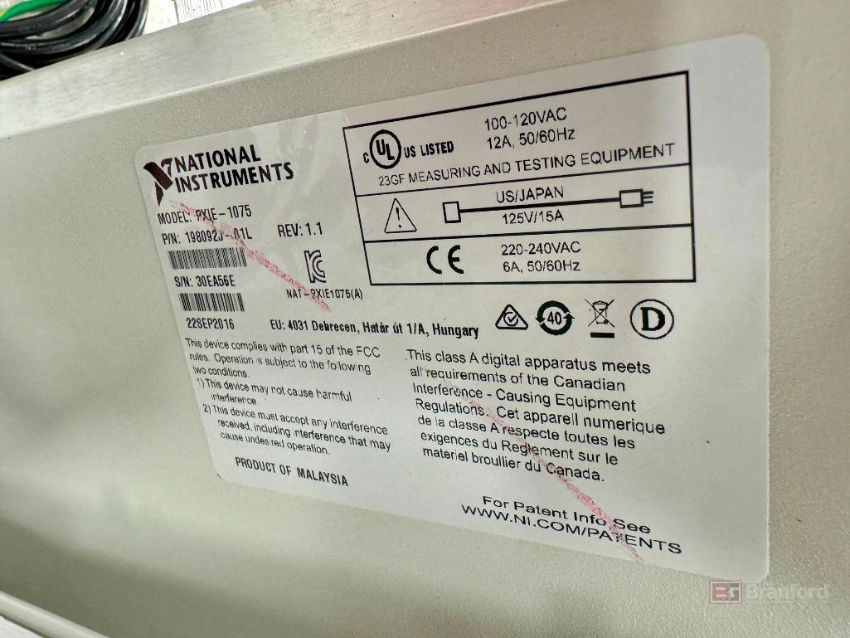 NATIONAL
INSTRUMENTS
MODEL: PXIE-1075
P/N: 198092J-01L
REV: 1.1
S/N: 30EA56E
NAT-PXIE1075(A)
22SEP2016
EU: 4031 Debrecen, Határ út 1/A, Hungary
C UL US LISTED
100-120VAC
12A, 50/60Hz
23GF MEASURING AND TESTING EQUIPMENT
US/JAPAN
125V/15A
CE
220-240VAC
6A, 50/60Hz
40
D
This device complies with part 15 of the FCC
rules. Operation is subject to the following
two conditions.
1) This device may not cause harmful
interference
2) This device must accept any interference
received, including interference that may
cause undesired operation.
PRODUCT OF MALAYSIA
This class A digital apparatus meets
all requirements of the Canadian
Interference - Causing Equipment
Regulations. Cet appareil numerique
de la classe A respecte toutes les
exigences du Reglement sur le
materiel broullier du Canada.
For Patent Info See
WWW.NI.COM/PATENTS
BG Branford